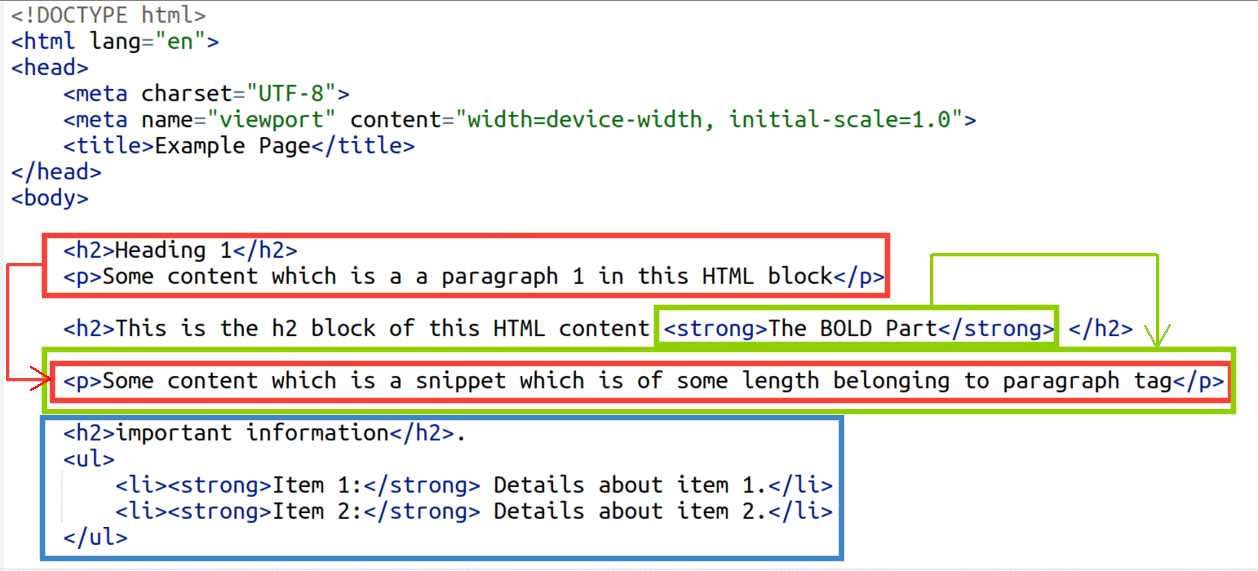 <!DOCTYPE html>
<html lang="en">
<head>
    <meta charset="UTF-8">
    <meta name="viewport" content="width=device-width, initial-scale=1.0">
    <title>Example Page</title>
</head>
<body>
    <h2>Heading 1</h2>
    <p>Some content which is a a paragraph 1 in this HTML block</p>
    <h2>This is the h2 block of this HTML content <strong>The BOLD Part</strong> </h2>
    <p>Some content which is a snippet which is of some length belonging to paragraph tag</p>
    <h2>important information</h2>.
    <ul>
        <li><strong>Item 1:</strong> Details about item 1.</li>
        <li><strong>Item 2:</strong> Details about item 2.</li>
    </ul>